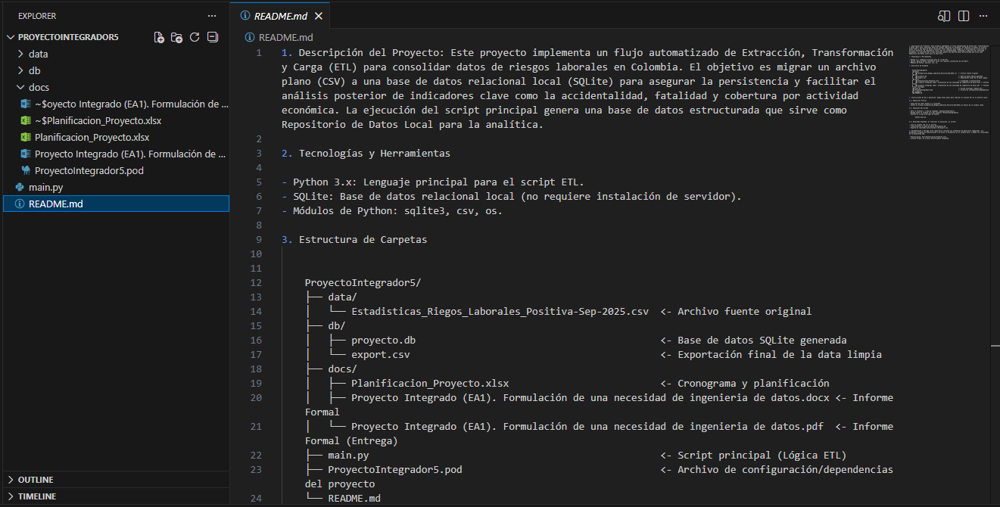 EXPLORER
PROYECTOINTEGRADOR5
data
db
docs
~$oyecto Integrado (EA1). Formulación de ...
~$Planificacion_Proyecto.xlsx
Planificacion_Proyecto.xlsx
Proyecto Integrado (EA1). Formulación de ...
ProyectoIntegrador5.pod
main.py
README.md
OUTLINE
TIMELINE
README.md
README.md
1 1. Descripción del Proyecto: Este proyecto implementa un flujo automatizado de Extracción, Transformación
y Carga (ETL) para consolidar datos de riesgos laborales en Colombia. El objetivo es migrar un archivo
plano (CSV) a una base de datos relacional local (SQLite) para asegurar la persistencia y facilitar el
análisis posterior de indicadores clave como la accidentalidad, fatalidad y cobertura por actividad
económica. La ejecución del script principal genera una base de datos estructurada que sirve como
Repositorio de Datos Local para la analítica.
2
3 2. Tecnologías y Herramientas
4
5 - Python 3.x: Lenguaje principal para el script ETL.
6 - SQLite: Base de datos relacional local (no requiere instalación de servidor).
7 - Módulos de Python: sqlite3, csv, os.
8
9 3. Estructura de Carpetas
10
11
12 ProyectoIntegrador5/
13 ├── data/
14 │   └── Estadisticas_Riegos_Laborales_Positiva-Sep-2025.csv <- Archivo fuente original
15 ├── db/
16 │   ├── proyecto.db <- Base de datos SQLite generada
17 │   └── export.csv <- Exportación final de la data limpia
18 ├── docs/
19 │   ├── Planificacion_Proyecto.xlsx <- Cronograma y planificación
20 │   ├── Proyecto Integrado (EA1). Formulación de una necesidad de ingenieria de datos.docx <- Informe
Formal
21 │   └── Proyecto Integrado (EA1). Formulación de una necesidad de ingenieria de datos.pdf <- Informe
Formal (Entrega)
22 ├── main.py <- Script principal (Lógica ETL)
23 ├── ProyectoIntegrador5.pod <- Archivo de configuración/dependencias
del proyecto
24 └── README.md